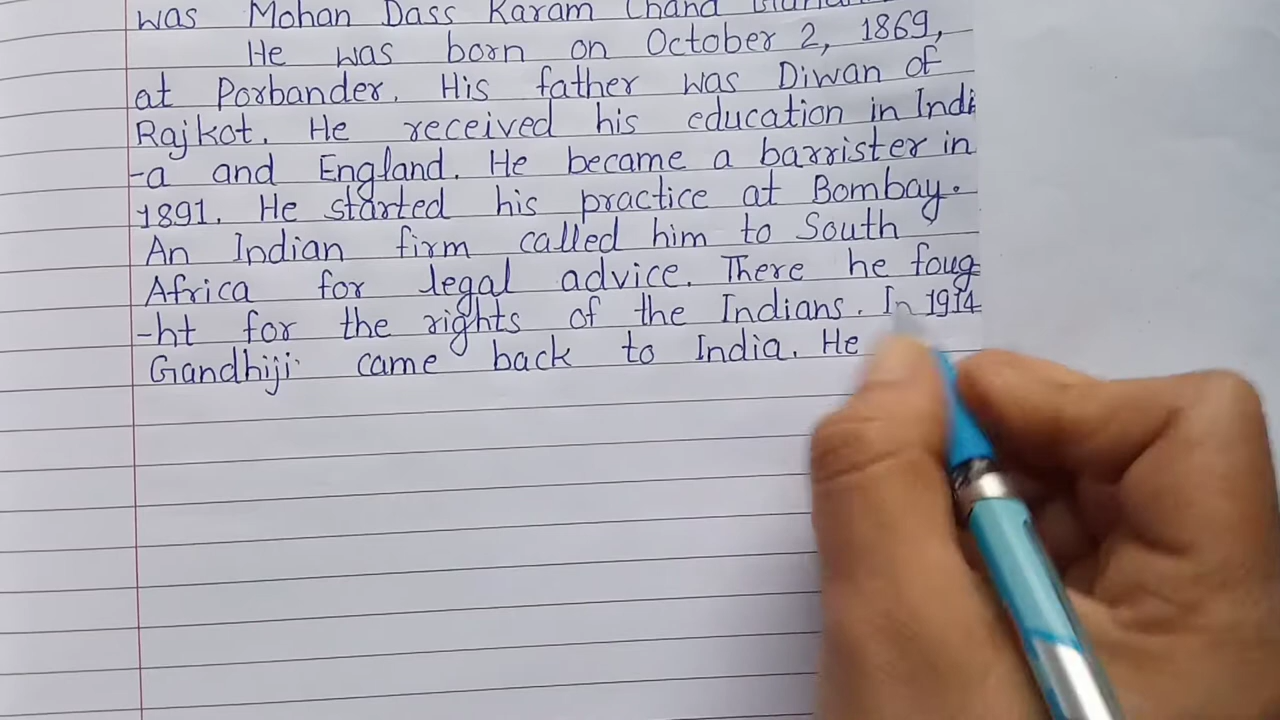 was Mohan Dass Karam Chand
He was born on October 2, 1869,
at Porbander. His father was Diwan of
Rajkot. He received his education in Indi
-a and England. He became a barrister in
1891. He started his practice at Bombay.
An Indian firm called him to South
Africa for legal advice. There he foug
-ht for the rights of the Indians. In 1914
Gandhiji came back to India. He